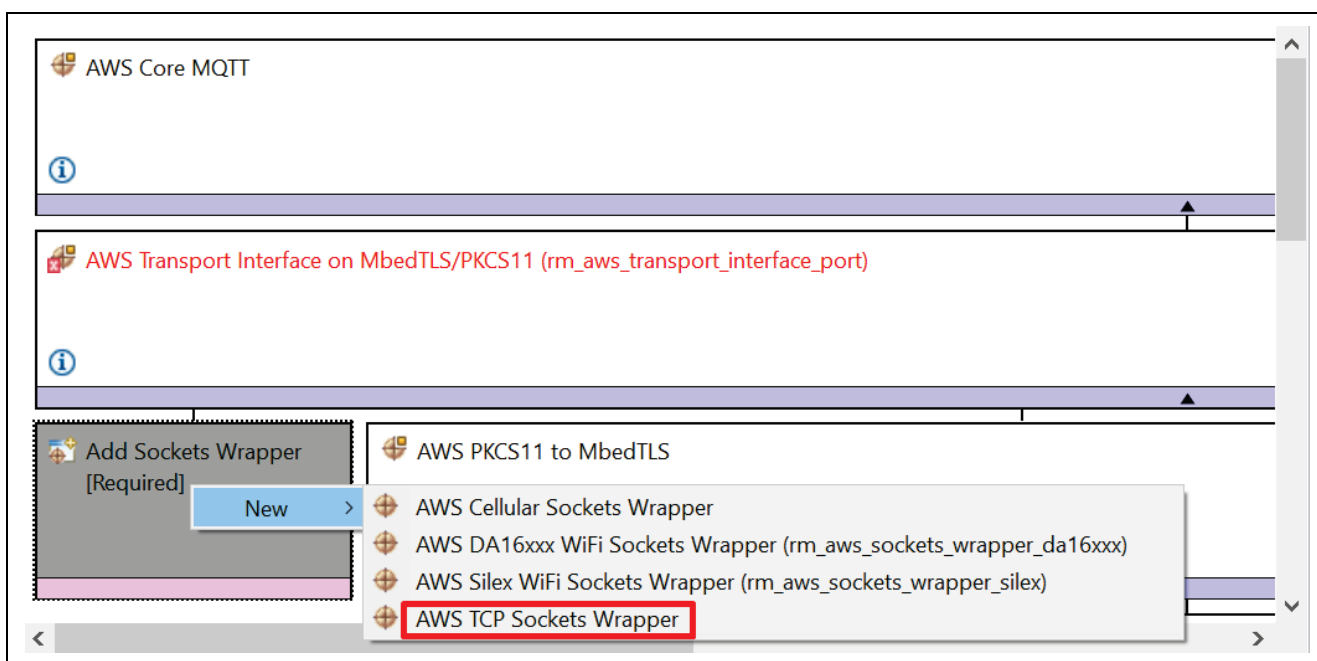 AWS Core MQTT
AWS Transport Interface on MbedTLS/PKCS11 (rm_aws_transport_interface_port)
Add Sockets Wrapper
[Required]
AWS PKCS11 to MbedTLS
New
AWS Cellular Sockets Wrapper
AWS DA16xxx WiFi Sockets Wrapper (rm_aws_sockets_wrapper_da16xxx)
AWS Silex WiFi Sockets Wrapper (rm_aws_sockets_wrapper_silex)
AWS TCP Sockets Wrapper